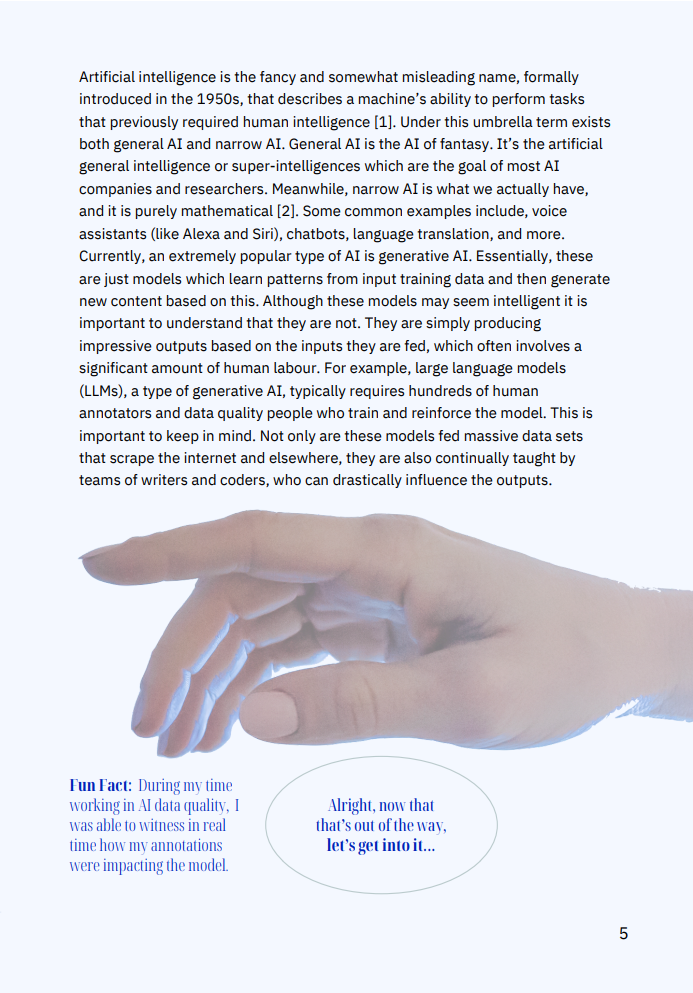 Artificial intelligence is the fancy and somewhat misleading name, formally
introduced in the 1950s, that describes a machine’s ability to perform tasks
that previously required human intelligence [1]. Under this umbrella term exists
both general AI and narrow AI. General AI is the AI of fantasy. It’s the artificial
general intelligence or super-intelligences which are the goal of most AI
companies and researchers. Meanwhile, narrow AI is what we actually have,
and it is purely mathematical [2]. Some common examples include, voice
assistants (like Alexa and Siri), chatbots, language translation, and more.
Currently, an extremely popular type of AI is generative AI. Essentially, these
are just models which learn patterns from input training data and then generate
new content based on this. Although these models may seem intelligent it is
important to understand that they are not. They are simply producing
impressive outputs based on the inputs they are fed, which often involves a
significant amount of human labour. For example, large language models
(LLMs), a type of generative AI, typically requires hundreds of human
annotators and data quality people who train and reinforce the model. This is
important to keep in mind. Not only are these models fed massive data sets
that scrape the internet and elsewhere, they are also continually taught by
teams of writers and coders, who can drastically influence the outputs.
Fun Fact: During my time
working in AI data quality, I
was able to witness in real
time how my annotations
were impacting the model.
Alright, now that
that’s out of the way,
let’s get into it...
5